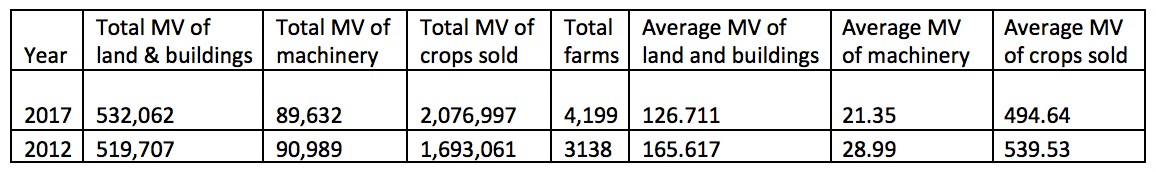 Year Total MV of land & buildings Total MV of machinery Total MV of crops sold Total farms Average MV of land and buildings Average MV of machinery Average MV of crops sold
2017 532,062 89,632 2,076,997 4,199 126.711 21.35 494.64
2012 519,707 90,989 1,693,061 3138 165.617 28.99 539.53